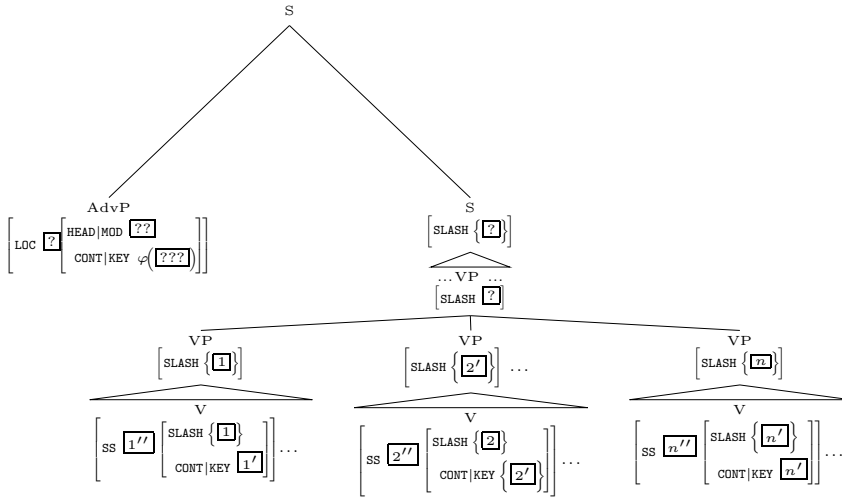 S
AdvP
S
[LOC ? [HEAD|MOD ??
CONT|KEY φ(???)]]
[SLASH {?}]
...VP ...
[SLASH ?]
VP
VP
VP
[SLASH {1}]
[SLASH {2′}] ...
[SLASH {n}]
V
V
V
[SS 1′′ [SLASH {1}
CONT|KEY 1′]] ...
[SS 2′′ [SLASH {2}
CONT|KEY {2′}]] ...
[SS n′′ [SLASH {n′}
CONT|KEY n′]] ...